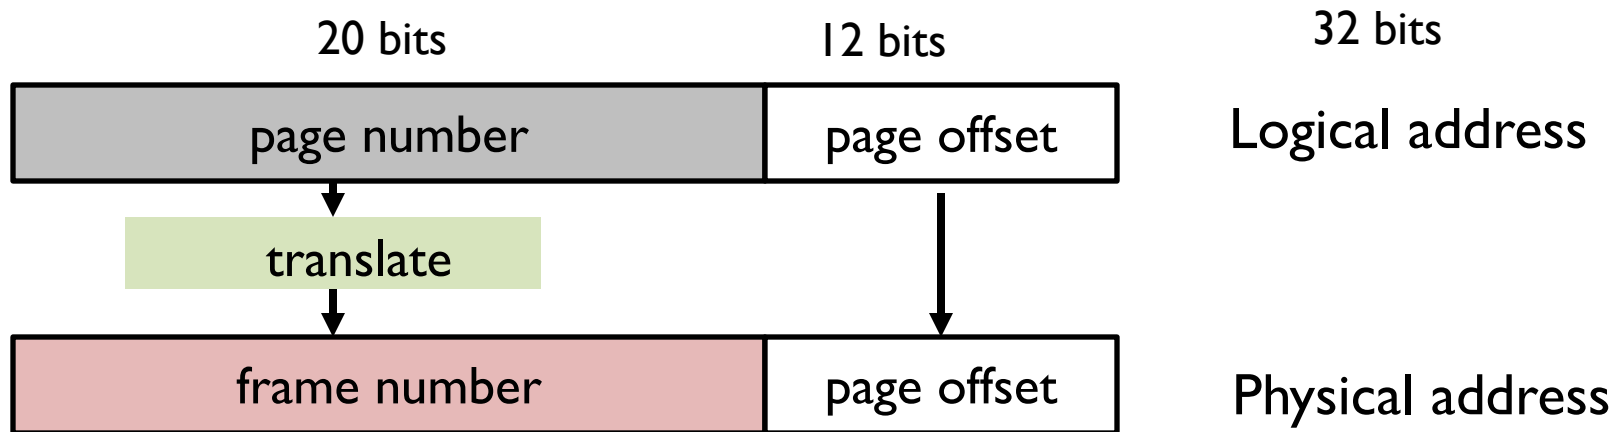 20 bits 12 bits 32 bits
page number page offset Logical address
translate
frame number page offset Physical address